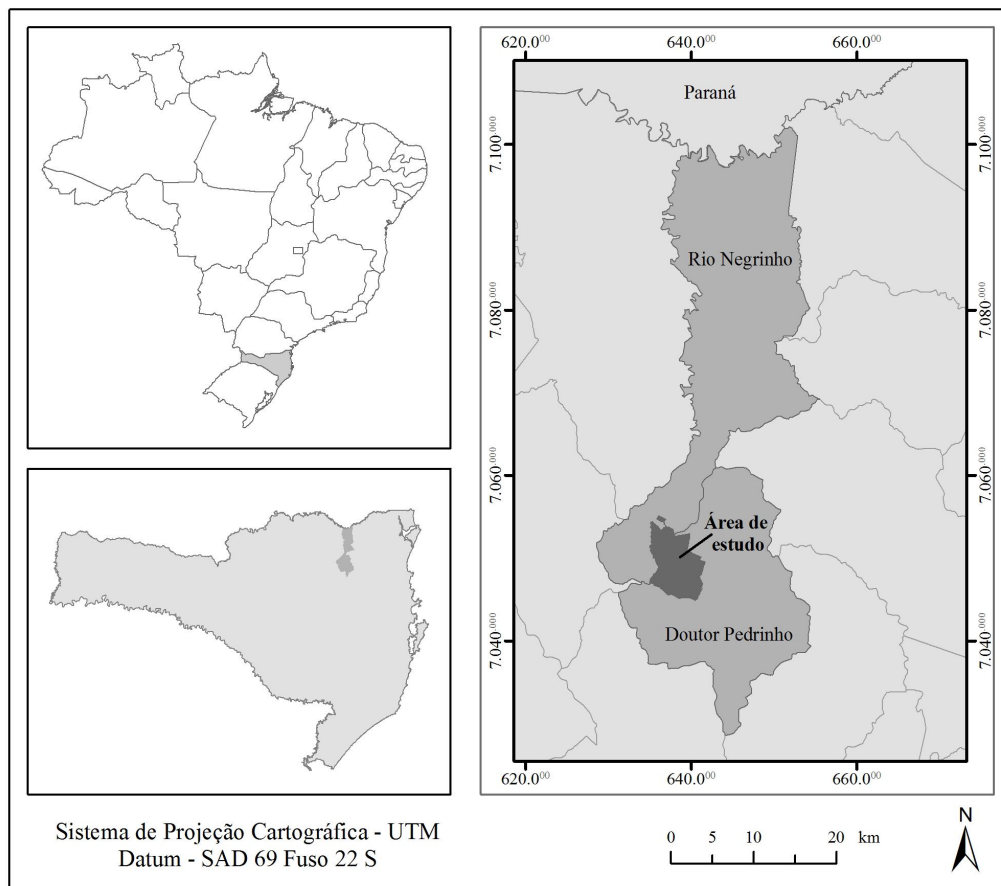 620.000
640.000
660.000
Paraná
7.100.000
7.100.000
Rio Negrinho
7.080.000
7.080.000
7.060.000
7.060.000
Área de
estudo
Doutor Pedrinho
7.040.000
7.040.000
620.000
640.000
660.000
Sistema de Projeção Cartográfica - UTM
Datum - SAD 69 Fuso 22 S
0 5 10 20 km
N